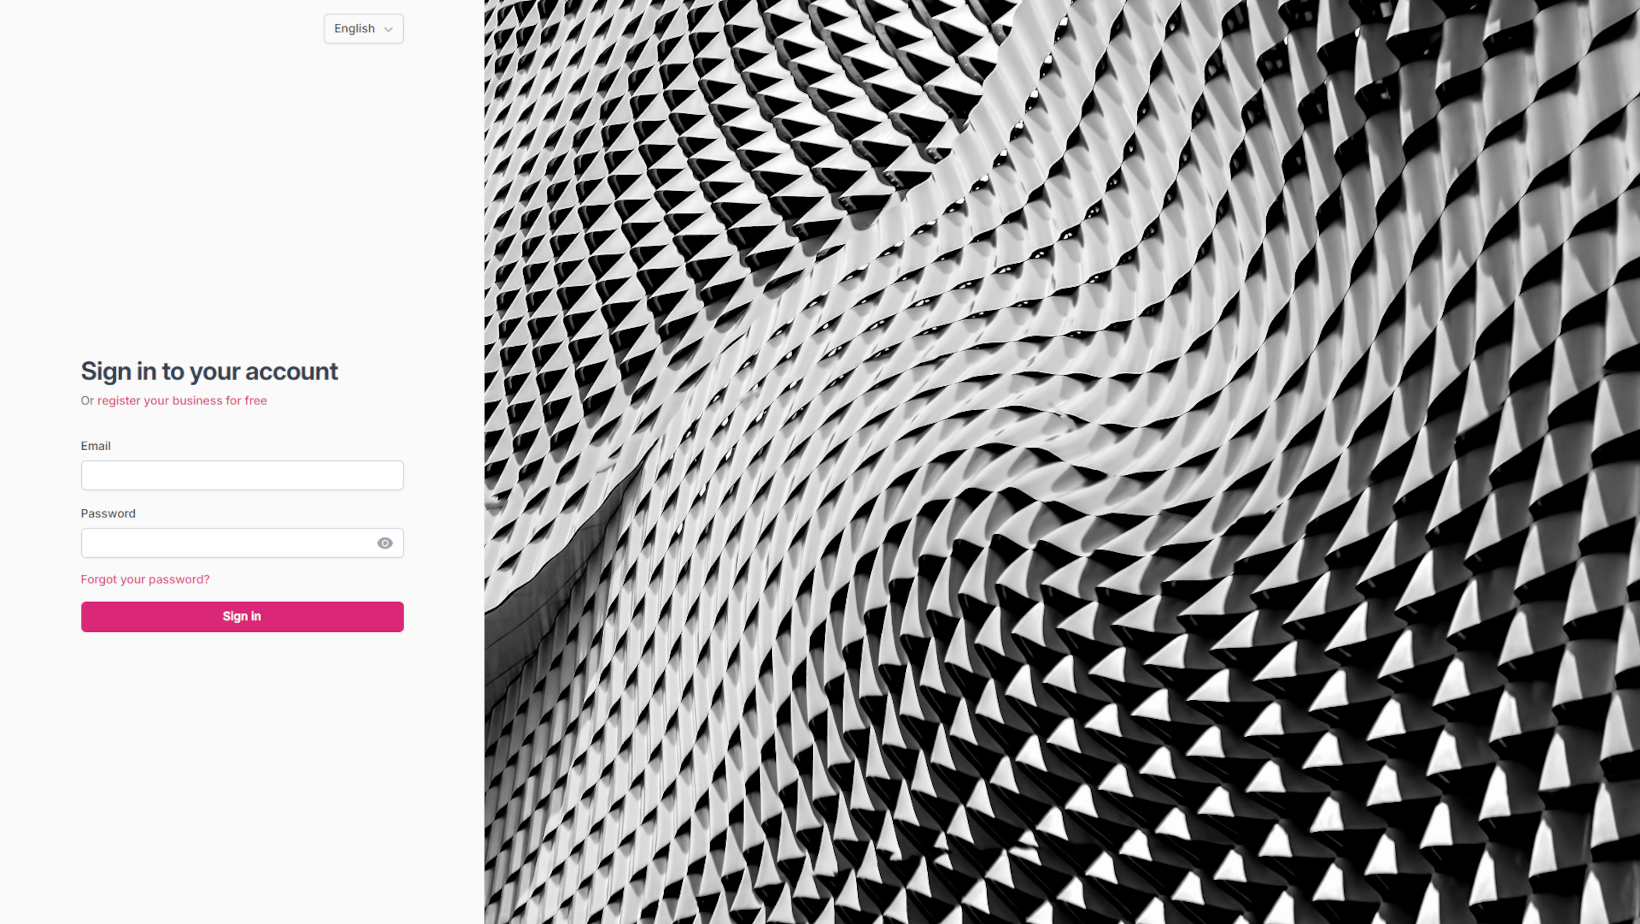 English
Sign in to your account
Or register your business for free
Email
Password
Forgot your password?
Sign in